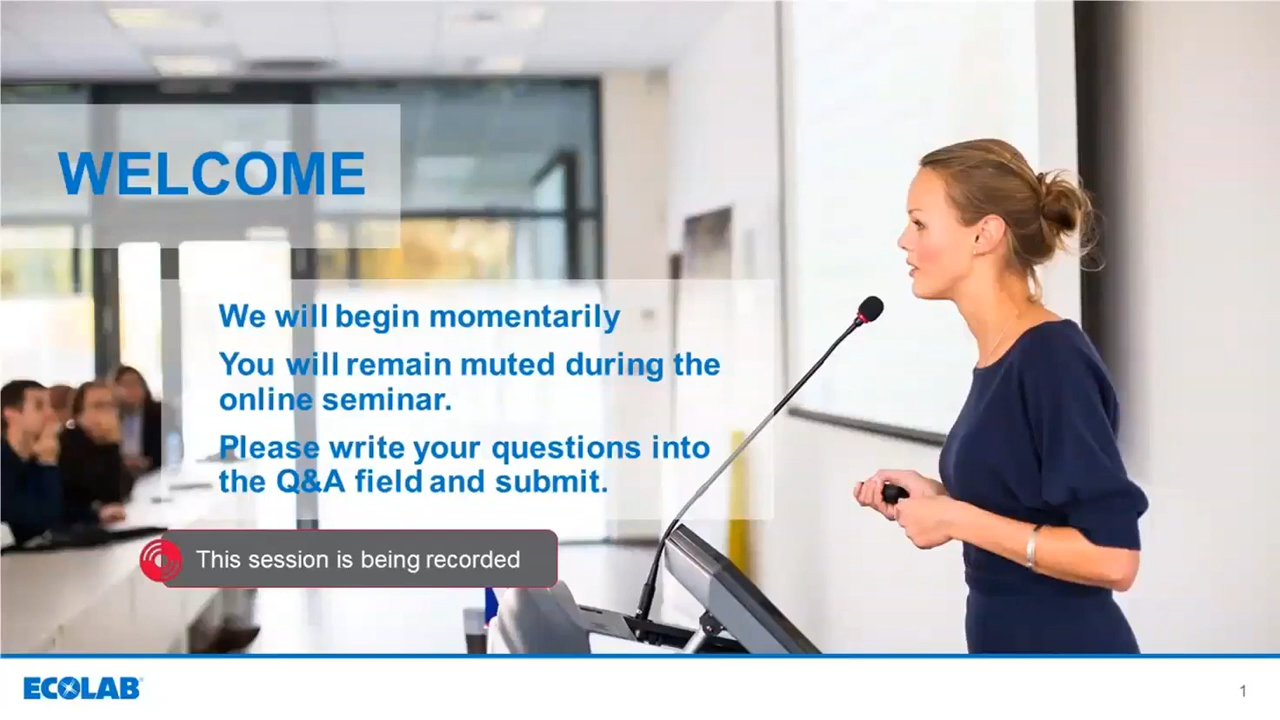 WELCOME
We will begin momentarily
You will remain muted during the
online seminar.
Please write your questions into
the Q&A field and submit.
This session is being recorded
ECOLAB
1